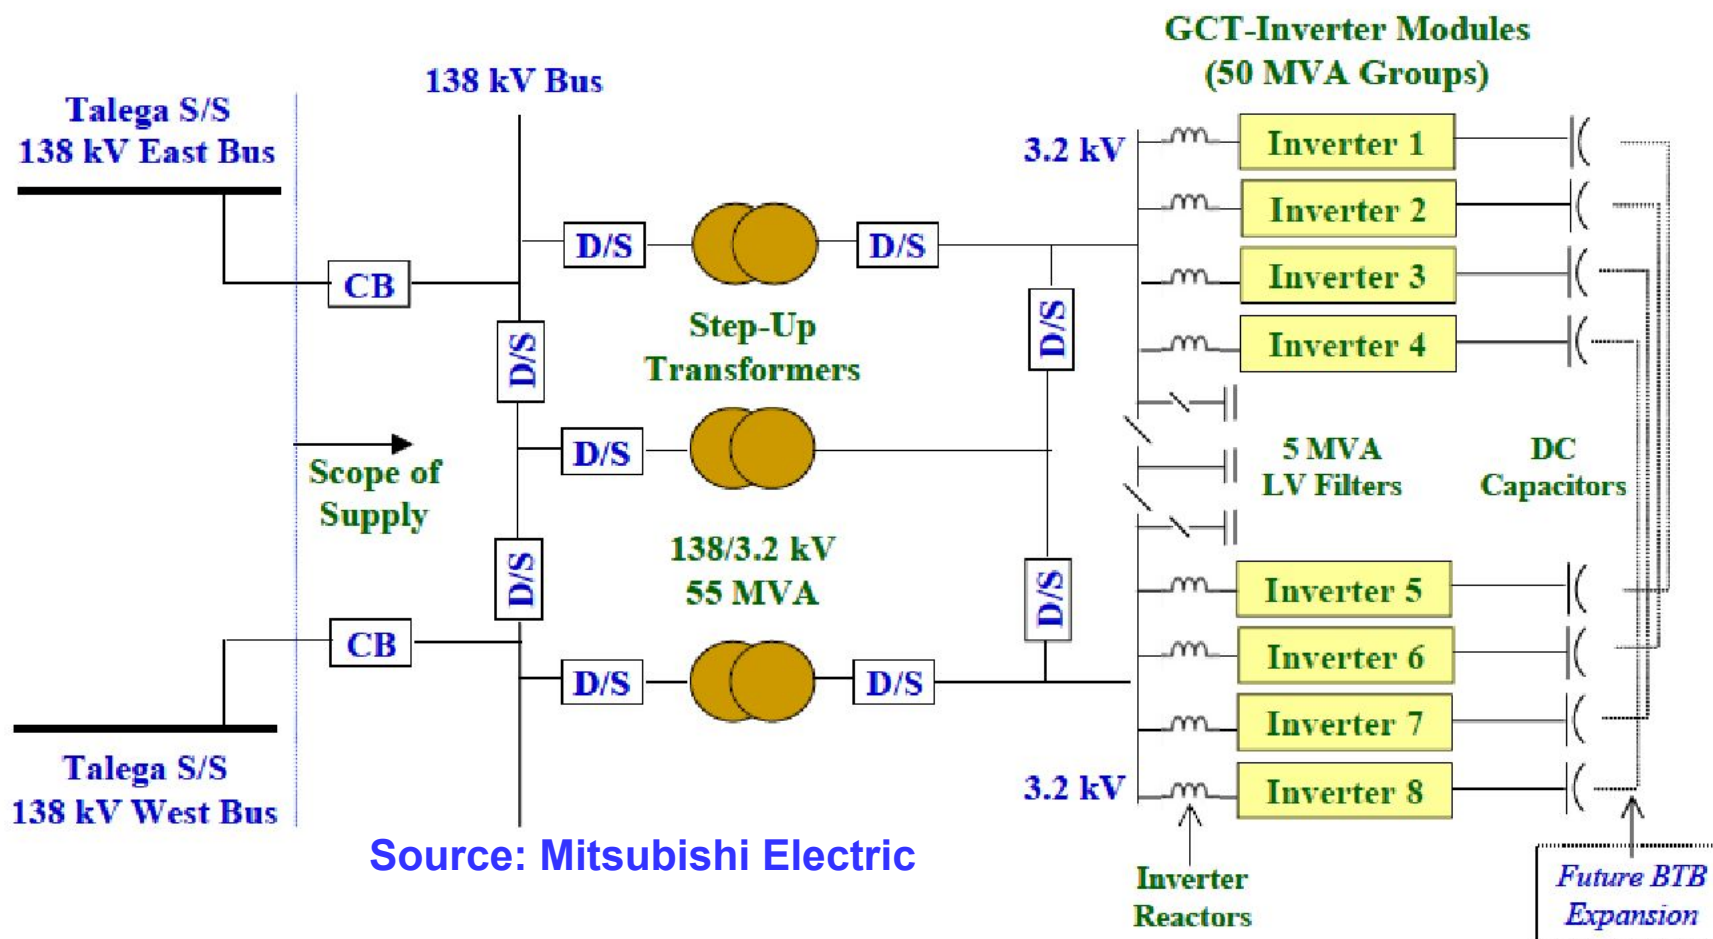 GCT-Inverter Modules
(50 MVA Groups)
138 kV Bus
Talega S/S
138 kV East Bus
3.2 kV
Inverter 1
Inverter 2
D/S
D/S
CB
Inverter 3
D/S
Step-Up
Transformers
D/S
Inverter 4
D/S
Scope of
Supply
5 MVA
LV Filters
DC
Capacitors
138/3.2 kV
55 MVA
D/S
D/S
Inverter 5
CB
Inverter 6
D/S
D/S
Inverter 7
Talega S/S
138 kV West Bus
3.2 kV
Inverter 8
Source: Mitsubishi Electric
Inverter
Reactors
Future BTB
Expansion